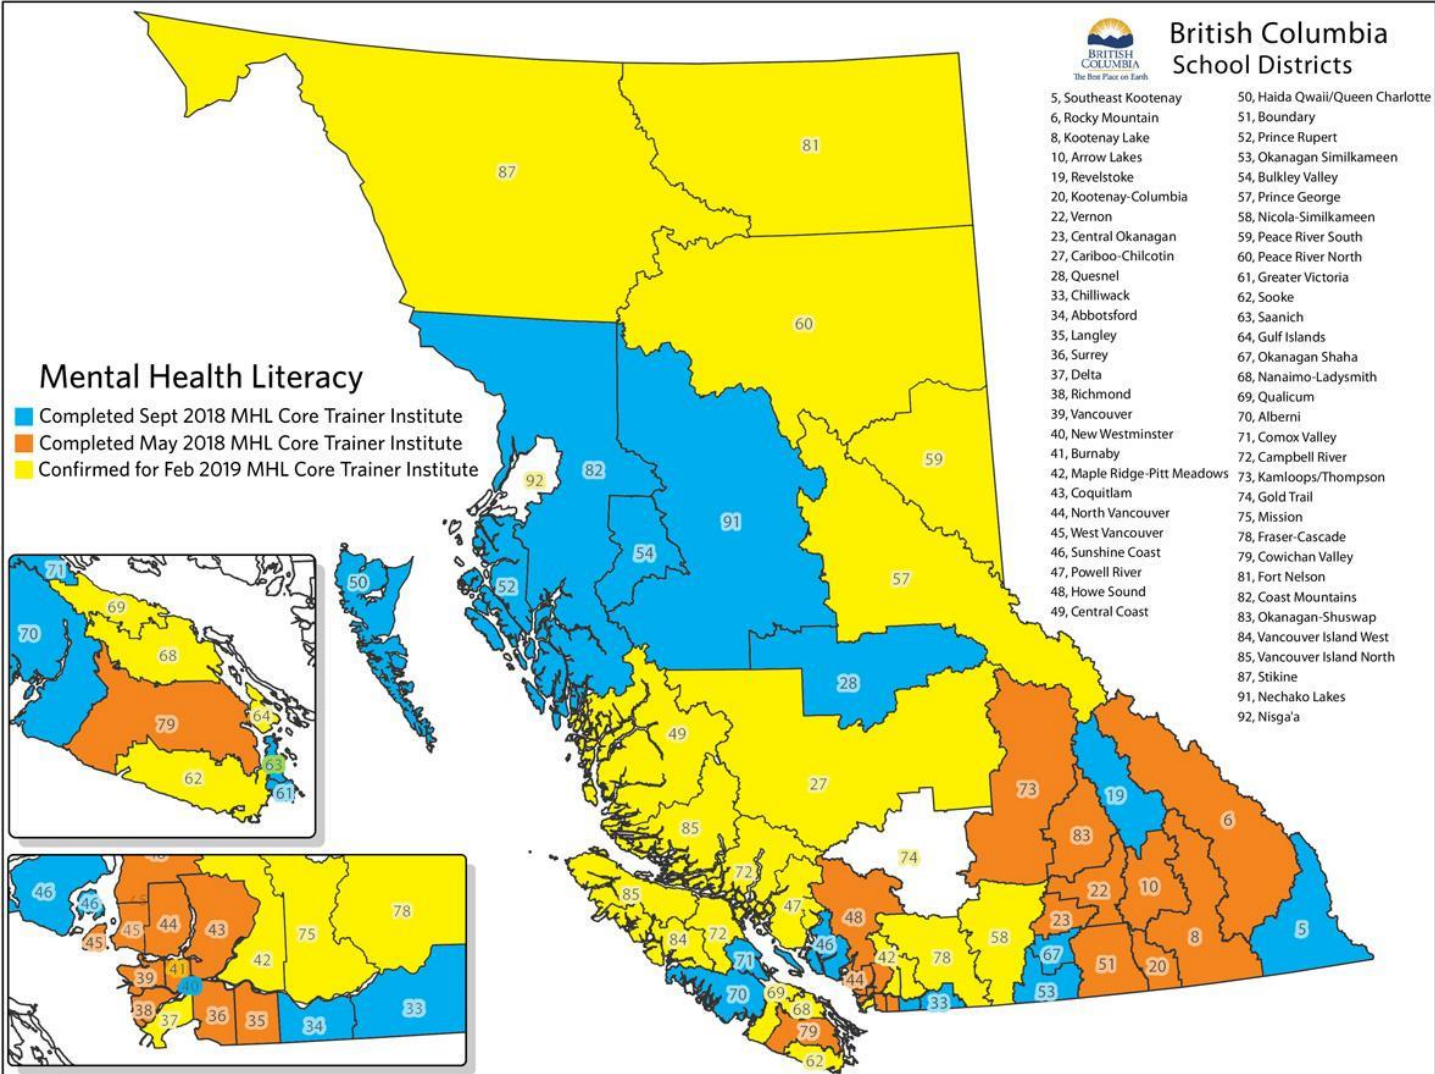 BRITISH
COLUMBIA
The Best Place on Earth
British Columbia
School Districts
5, Southeast Kootenay
6, Rocky Mountain
8, Kootenay Lake
10, Arrow Lakes
19, Revelstoke
20, Kootenay-Columbia
22, Vernon
23, Central Okanagan
27, Cariboo-Chilcotin
28, Quesnel
33, Chilliwack
34, Abbotsford
35, Langley
36, Surrey
37, Delta
38, Richmond
39, Vancouver
40, New Westminster
41, Burnaby
42, Maple Ridge-Pitt Meadows
43, Coquitlam
44, North Vancouver
45, West Vancouver
46, Sunshine Coast
47, Powell River
48, Howe Sound
49, Central Coast
50, Haida Qwaii/Queen Charlotte
51, Boundary
52, Prince Rupert
53, Okanagan Similkameen
54, Bulkley Valley
57, Prince George
58, Nicola-Similkameen
59, Peace River South
60, Peace River North
61, Greater Victoria
62, Sooke
63, Saanich
64, Gulf Islands
67, Okanagan Shaha
68, Nanaimo-Ladysmith
69, Qualicum
70, Alberni
71, Comox Valley
72, Campbell River
73, Kamloops/Thompson
74, Gold Trail
75, Mission
78, Fraser-Cascade
79, Cowichan Valley
81, Fort Nelson
82, Coast Mountains
83, Okanagan-Shuswap
84, Vancouver Island West
85, Vancouver Island North
87, Stikine
91, Nechako Lakes
92, Nisga'a
Mental Health Literacy
Completed Sept 2018 MHL Core Trainer Institute
Completed May 2018 MHL Core Trainer Institute
Confirmed for Feb 2019 MHL Core Trainer Institute
87
81
60
59
82
92
91
54
52
50
57
28
49
27
73
19
6
85
83
74
72
85
22
10
47
48
23
5
84
72
46
58
8
71
42
78
67
51
20
70
44
53
69
33
68
79
62
71
69
70
68
64
79
63
62
61
46
46
45
45
44
43
78
75
42
39
41
40
38
37
36
35
34
33